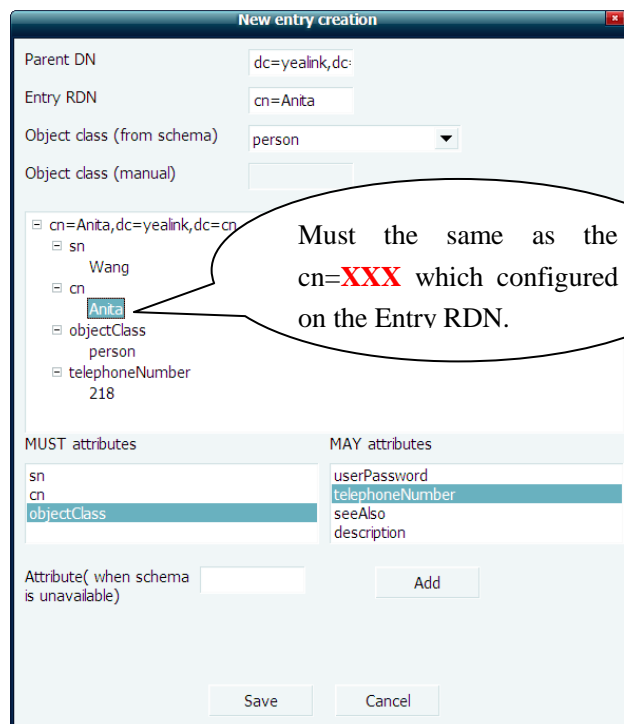 New entry creation
Parent DN
dc=yealink,dc=
Entry RDN
cn=Anita
Object class (from schema)
person
Object class (manual)
cn=Anita,dc=yealink,dc=cn
sn
Wang
cn
Anita
objectClass
person
telephoneNumber
218
Must the same as the
cn=XXX which configured
on the Entry RDN.
MUST attributes
sn
cn
objectClass
MAY attributes
userPassword
telephoneNumber
seeAlso
description
Attribute( when schema
is unavailable)
Add
Save
Cancel